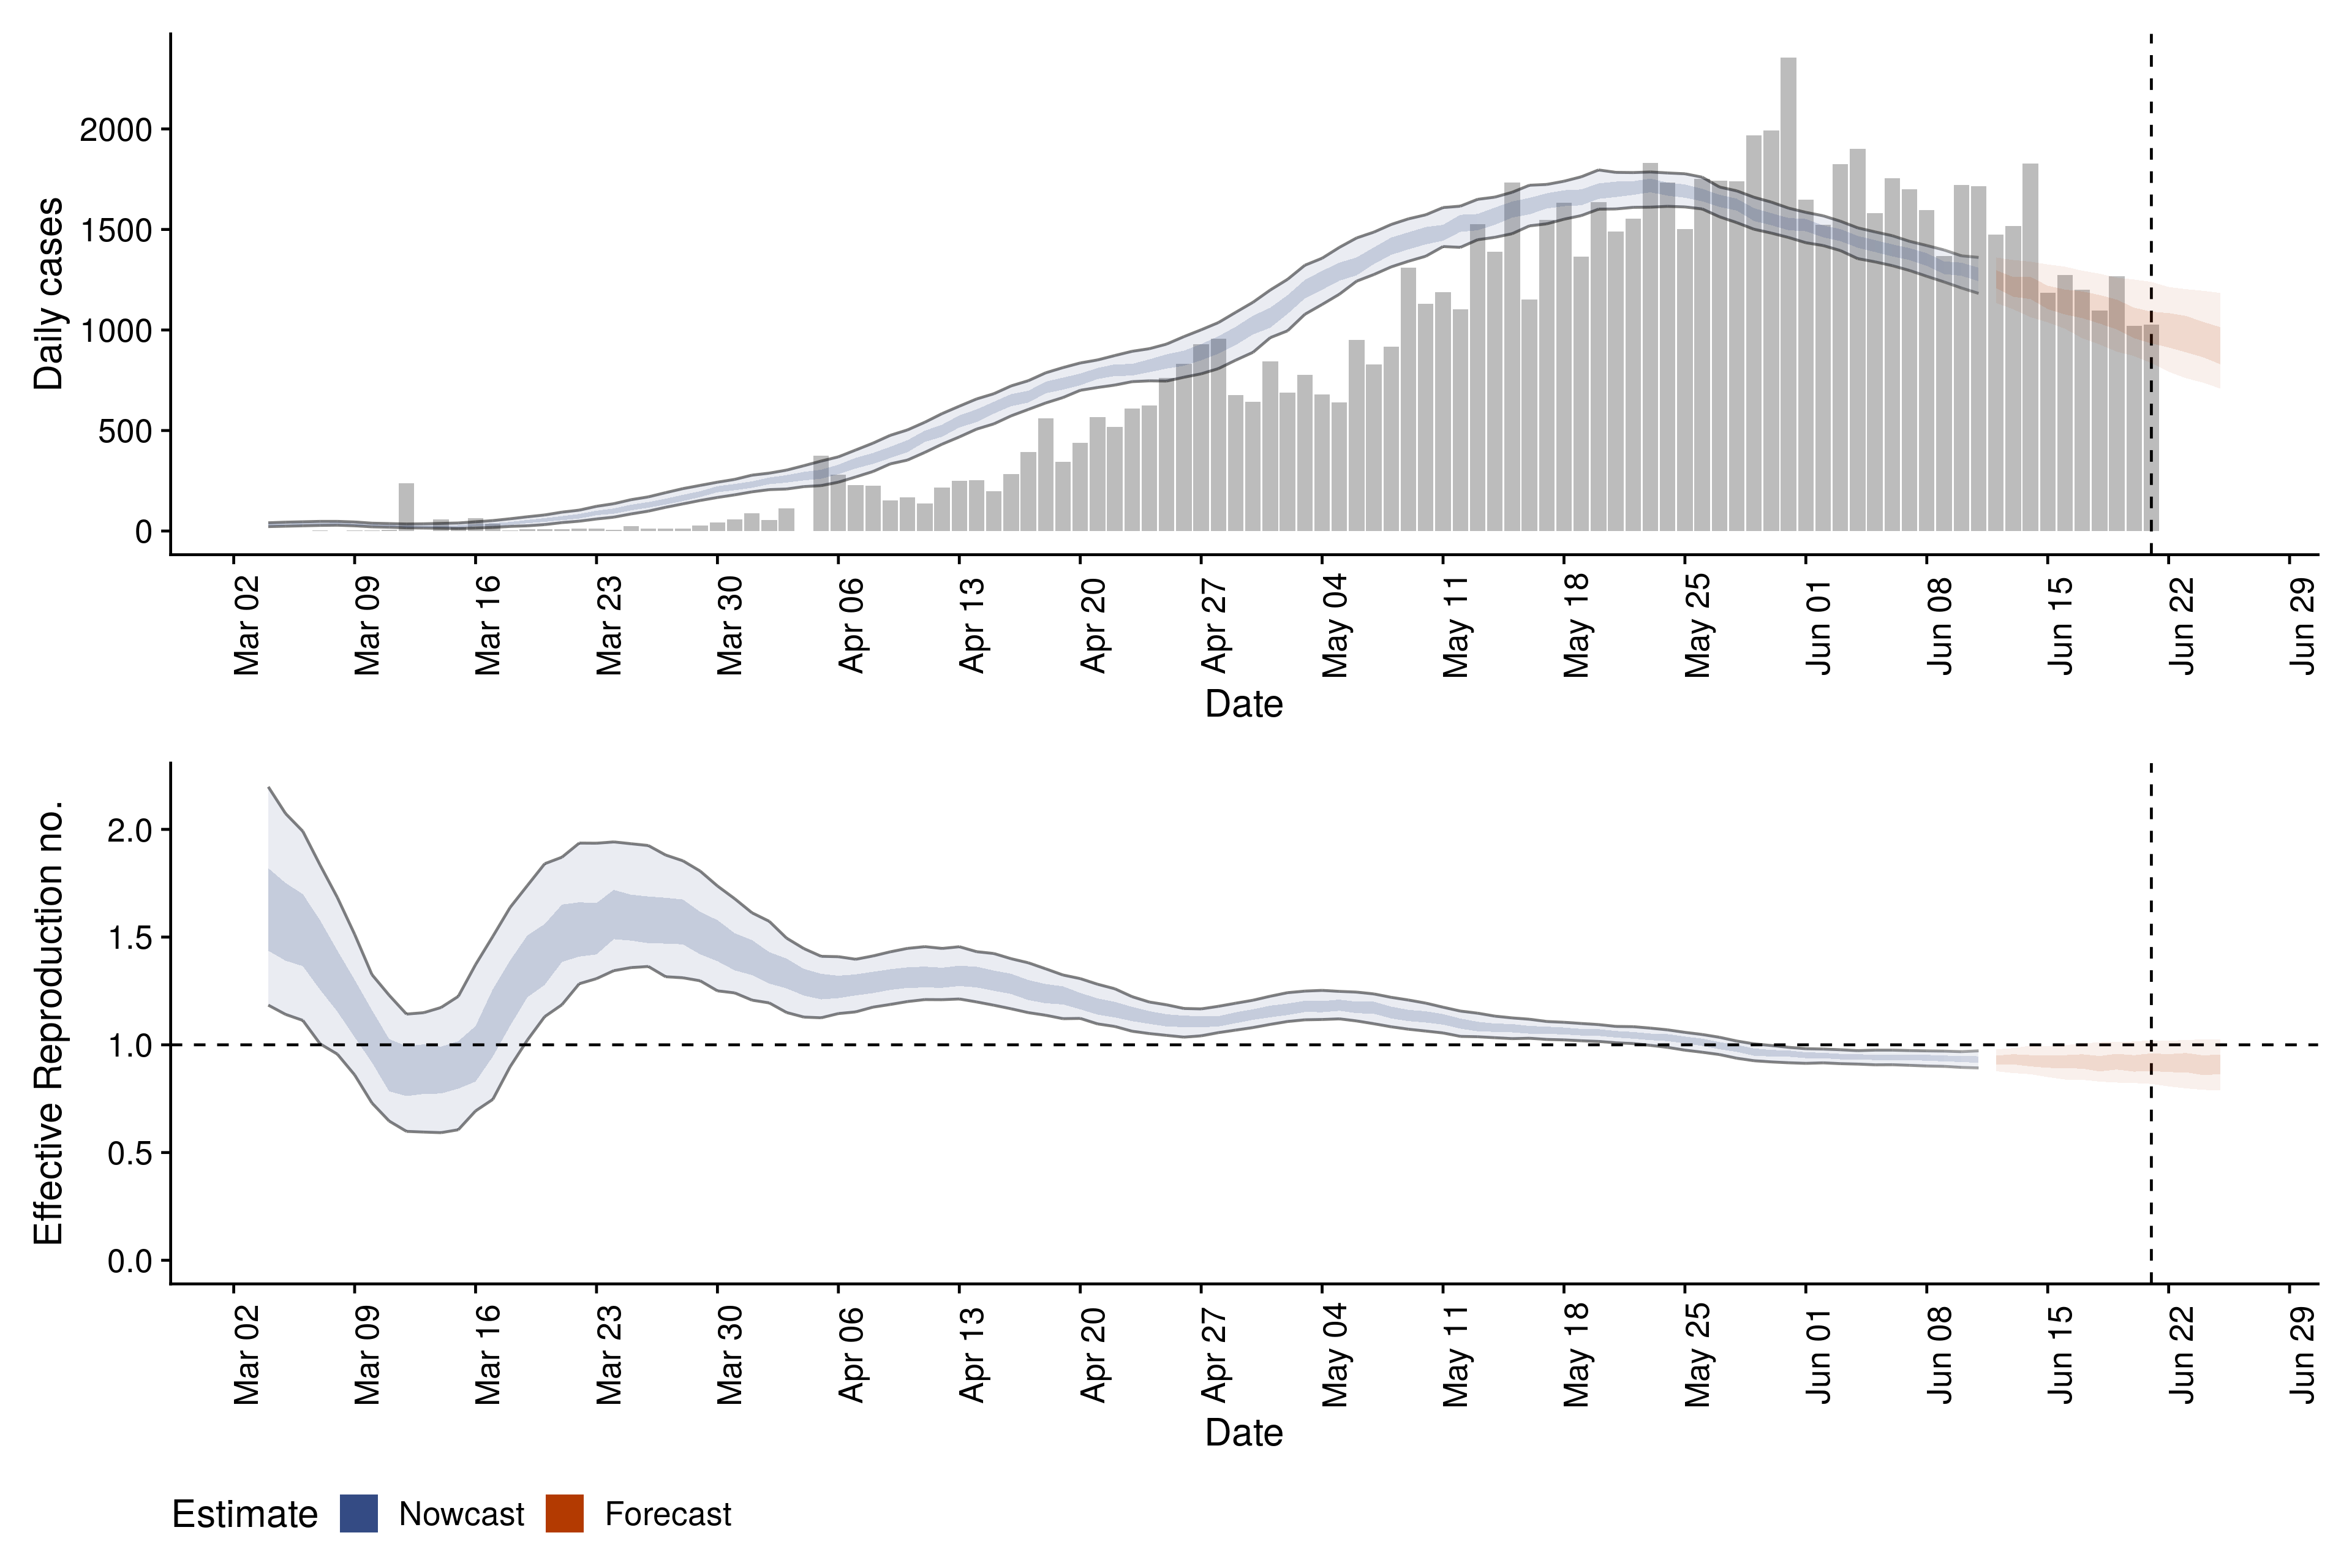 Daily cases
2000
1500
1000
500
0
Mar 02 Mar 09 Mar 16 Mar 23 Mar 30 Apr 06 Apr 13 Apr 20 Apr 27 May 04 May 11 May 18 May 25 Jun 01 Jun 08 Jun 15 Jun 22 Jun 29
Date
Effective Reproduction no.
2.0
1.5
1.0
0.5
0.0
Mar 02 Mar 09 Mar 16 Mar 23 Mar 30 Apr 06 Apr 13 Apr 20 Apr 27 May 04 May 11 May 18 May 25 Jun 01 Jun 08 Jun 15 Jun 22 Jun 29
Date
Estimate Nowcast Forecast